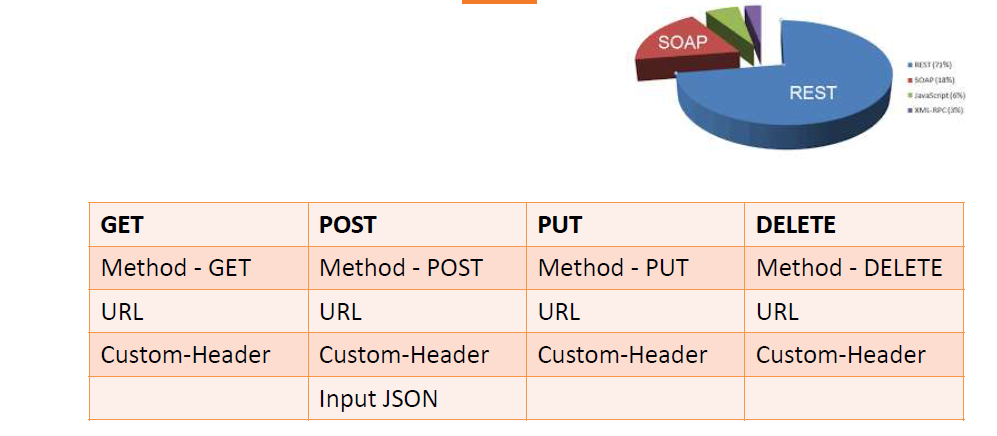 SOAP
REST
REST (71%)
SOAP (18%)
JavaScript (6%)
XML-RPC (3%)
GET POST PUT DELETE
Method - GET Method - POST Method - PUT Method - DELETE
URL URL URL URL
Custom-Header Custom-Header Custom-Header Custom-Header
Input JSON